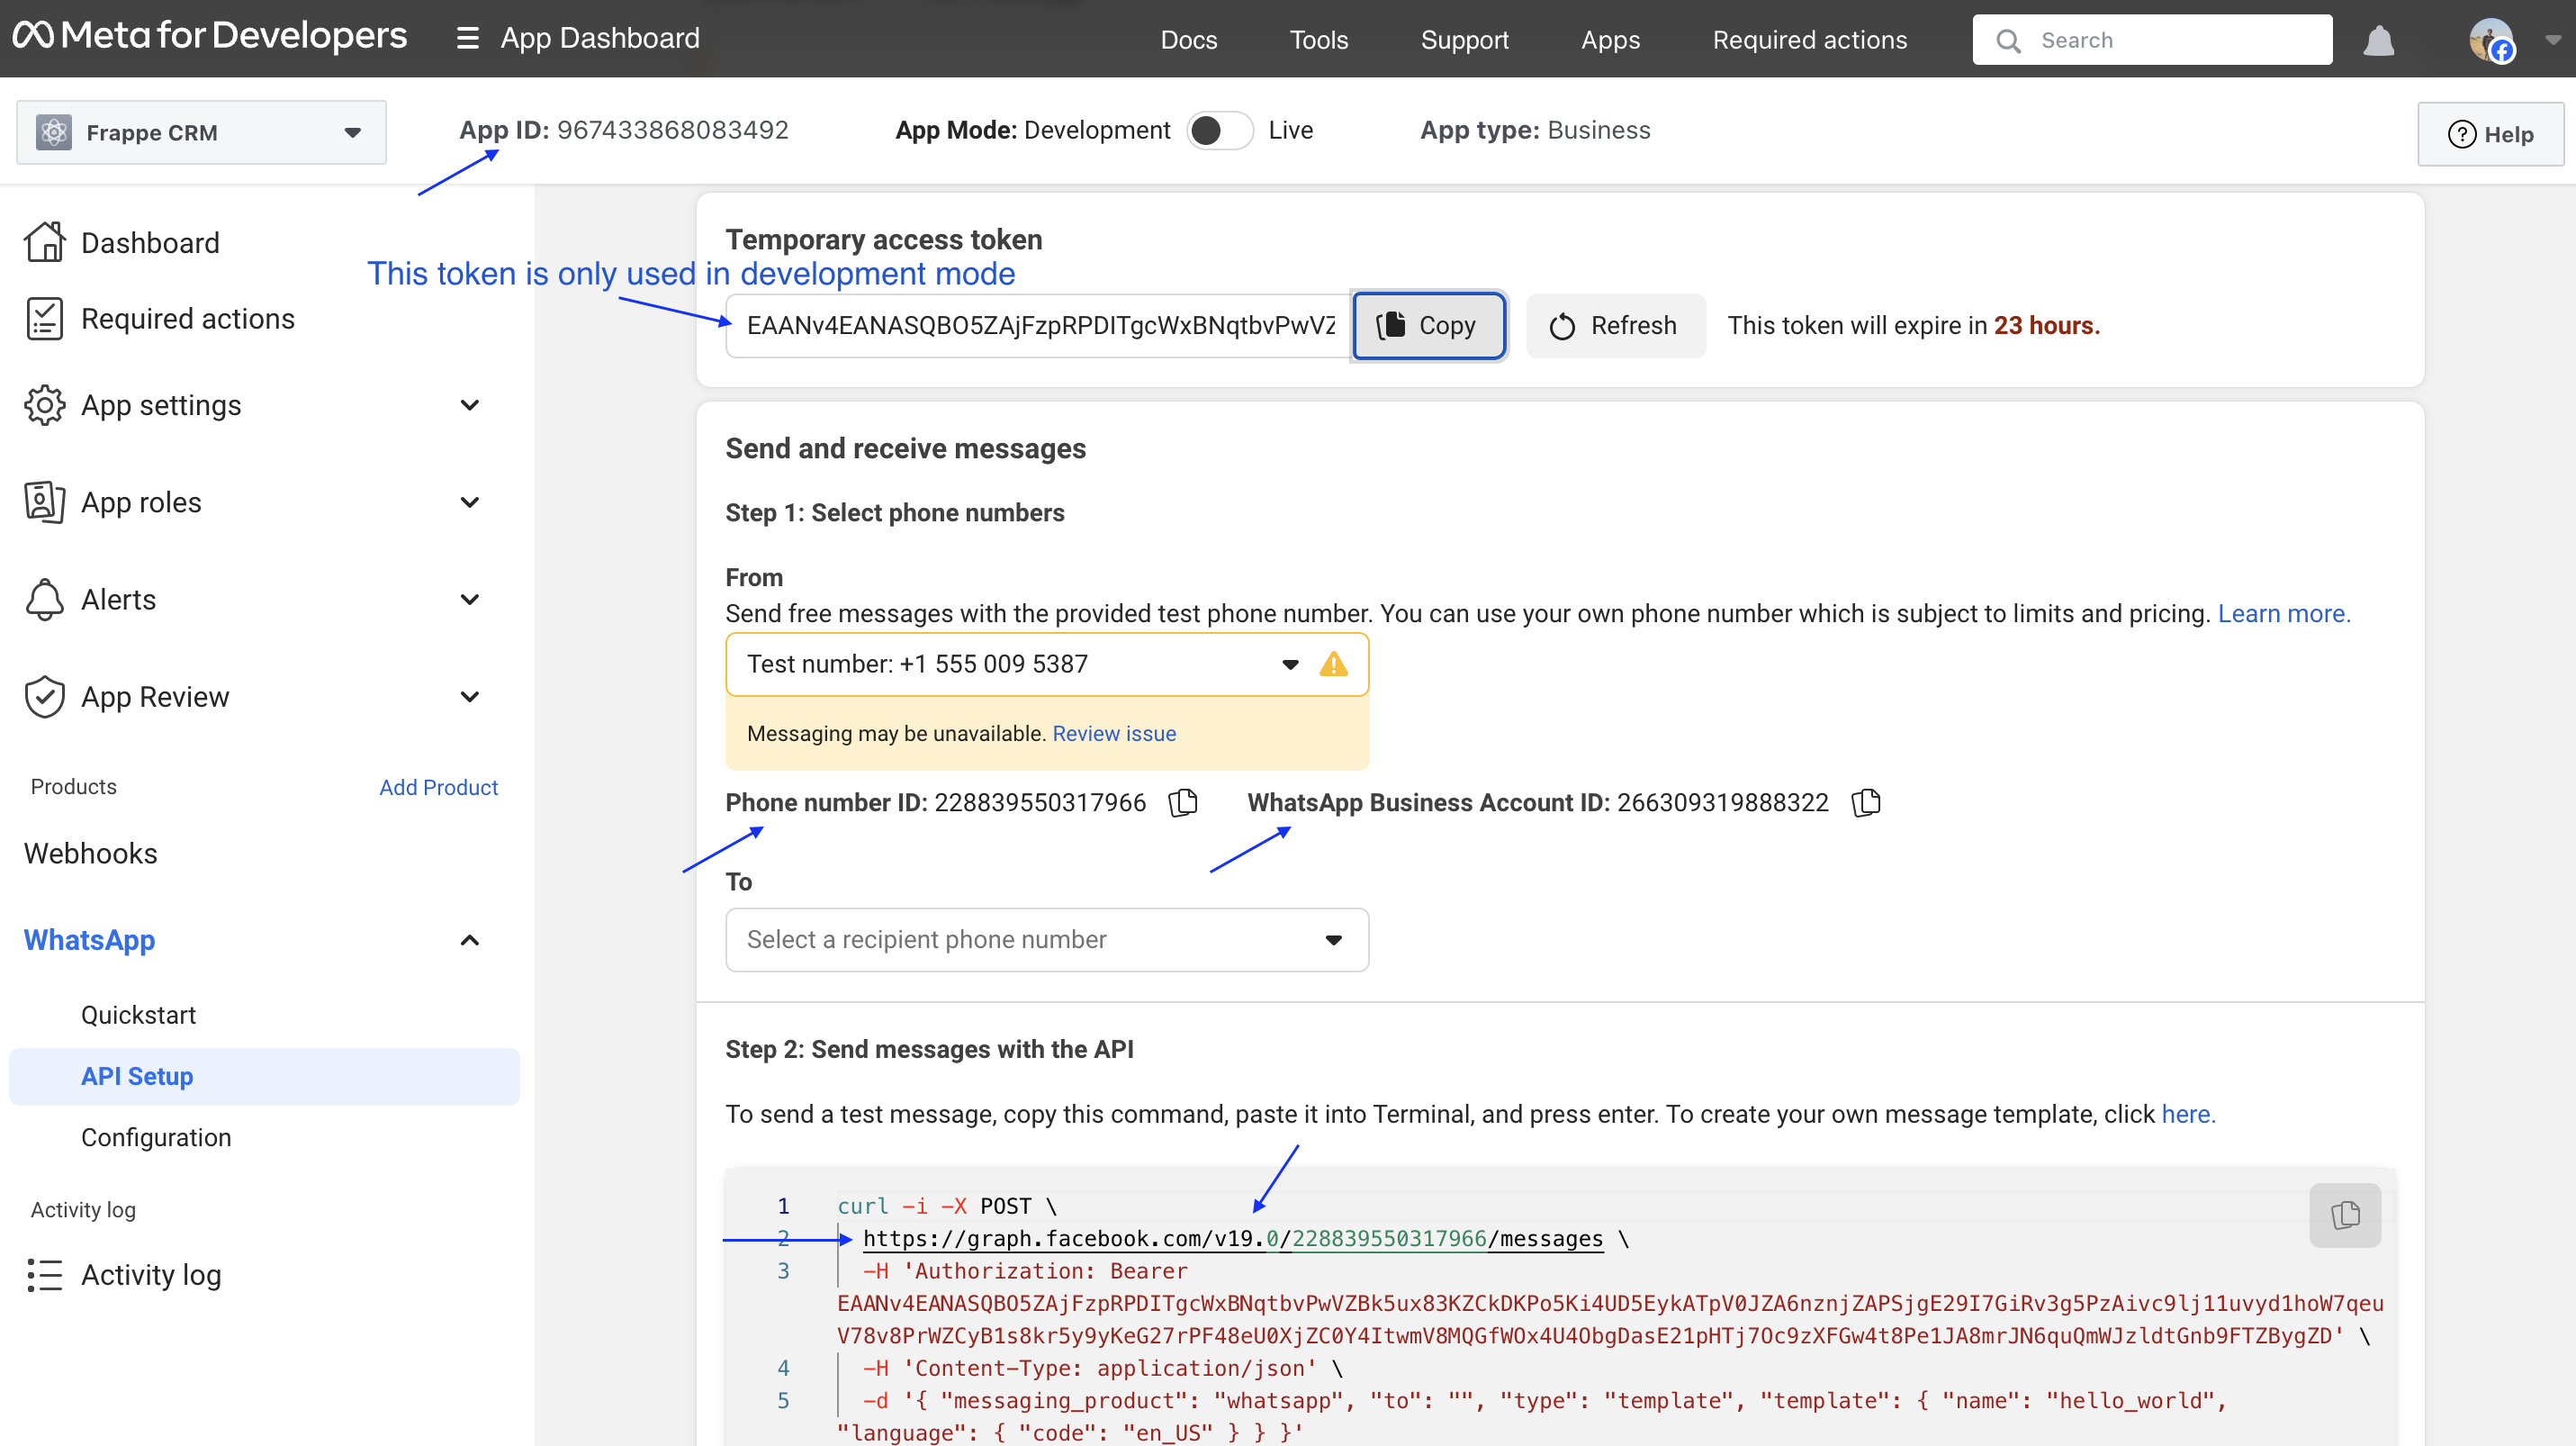 Meta for Developers
App Dashboard
Docs
Tools
Support
Apps
Required actions
Search
Frappe CRM
App ID: 967433868083492
App Mode: Development
Live
App type: Business
Help
Dashboard
Required actions
App settings
App roles
Alerts
App Review
Products
Add Product
Webhooks
WhatsApp
Quickstart
API Setup
Configuration
Activity log
Activity log
Temporary access token
This token is only used in development mode
EAANv4EANASQBO5ZAjFzpRPDITgcWxBNqtbvPwVZ
Copy
Refresh
This token will expire in 23 hours.
Send and receive messages
Step 1: Select phone numbers
From
Send free messages with the provided test phone number. You can use your own phone number which is subject to limits and pricing. Learn more.
Test number: +1 555 009 5387
Messaging may be unavailable. Review issue
Phone number ID: 228839550317966
WhatsApp Business Account ID: 266309319888322
To
Select a recipient phone number
Step 2: Send messages with the API
To send a test message, copy this command, paste it into Terminal, and press enter. To create your own message template, click here.
1 curl -i -X POST \
2 https://graph.facebook.com/v19.0/228839550317966/messages \
3 -H 'Authorization: Bearer
EAANv4EANASQBO5ZAjFzpRPDITgcWxBNqtbvPwVZBk5ux83KZCkDKPo5Ki4UD5EykATpV0JZA6nznjZAPSjgE29I7GiRv3g5PzAivc9lj11uvyd1hoW7qeu
V78v8PrWZCyB1s8kr5y9yKeG27rPF48eU0XjZC0Y4ItwmV8MQGfWOx4U4ObgDasE21pHTj7Oc9zXFGw4t8Pe1JA8mrJN6quQmWJzldtGnb9FTZBygZD' \
4 -H 'Content-Type: application/json' \
5 -d '{ "messaging_product": "whatsapp", "to": "", "type": "template", "template": { "name": "hello_world",
"language": { "code": "en_US" } } }'